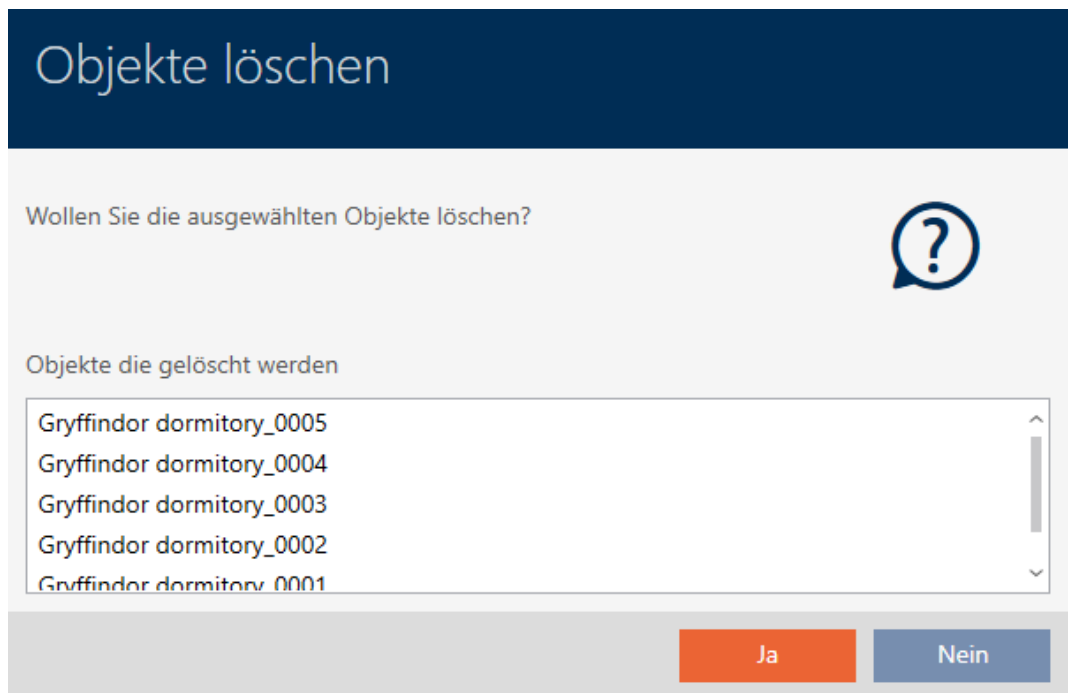 Objekte löschen
Wollen Sie die ausgewählten Objekte löschen?
?
Objekte die gelöscht werden
Gryffindor dormitory_0005
Gryffindor dormitory_0004
Gryffindor dormitory_0003
Gryffindor dormitory_0002
Gryffindor dormitory_0001
Ja
Nein